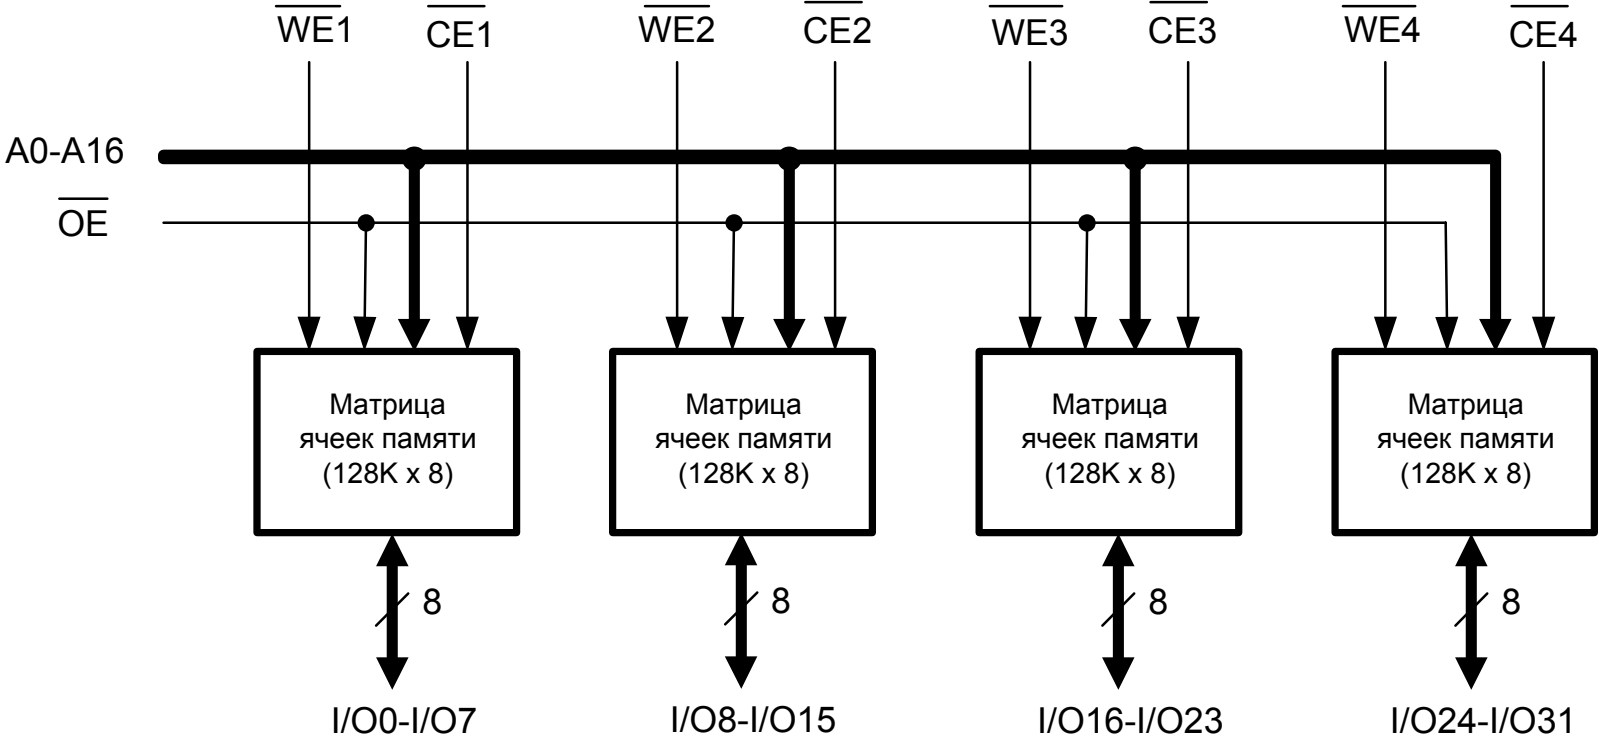 WE1 CE1 WE2 CE2 WE3 CE3 WE4 CE4
A0-A16
OE
Матрица
ячеек памяти
(128K x 8)
Матрица
ячеек памяти
(128K x 8)
Матрица
ячеек памяти
(128K x 8)
Матрица
ячеек памяти
(128K x 8)
8 8 8 8
I/O0-I/O7 I/O8-I/O15 I/O16-I/O23 I/O24-I/O31